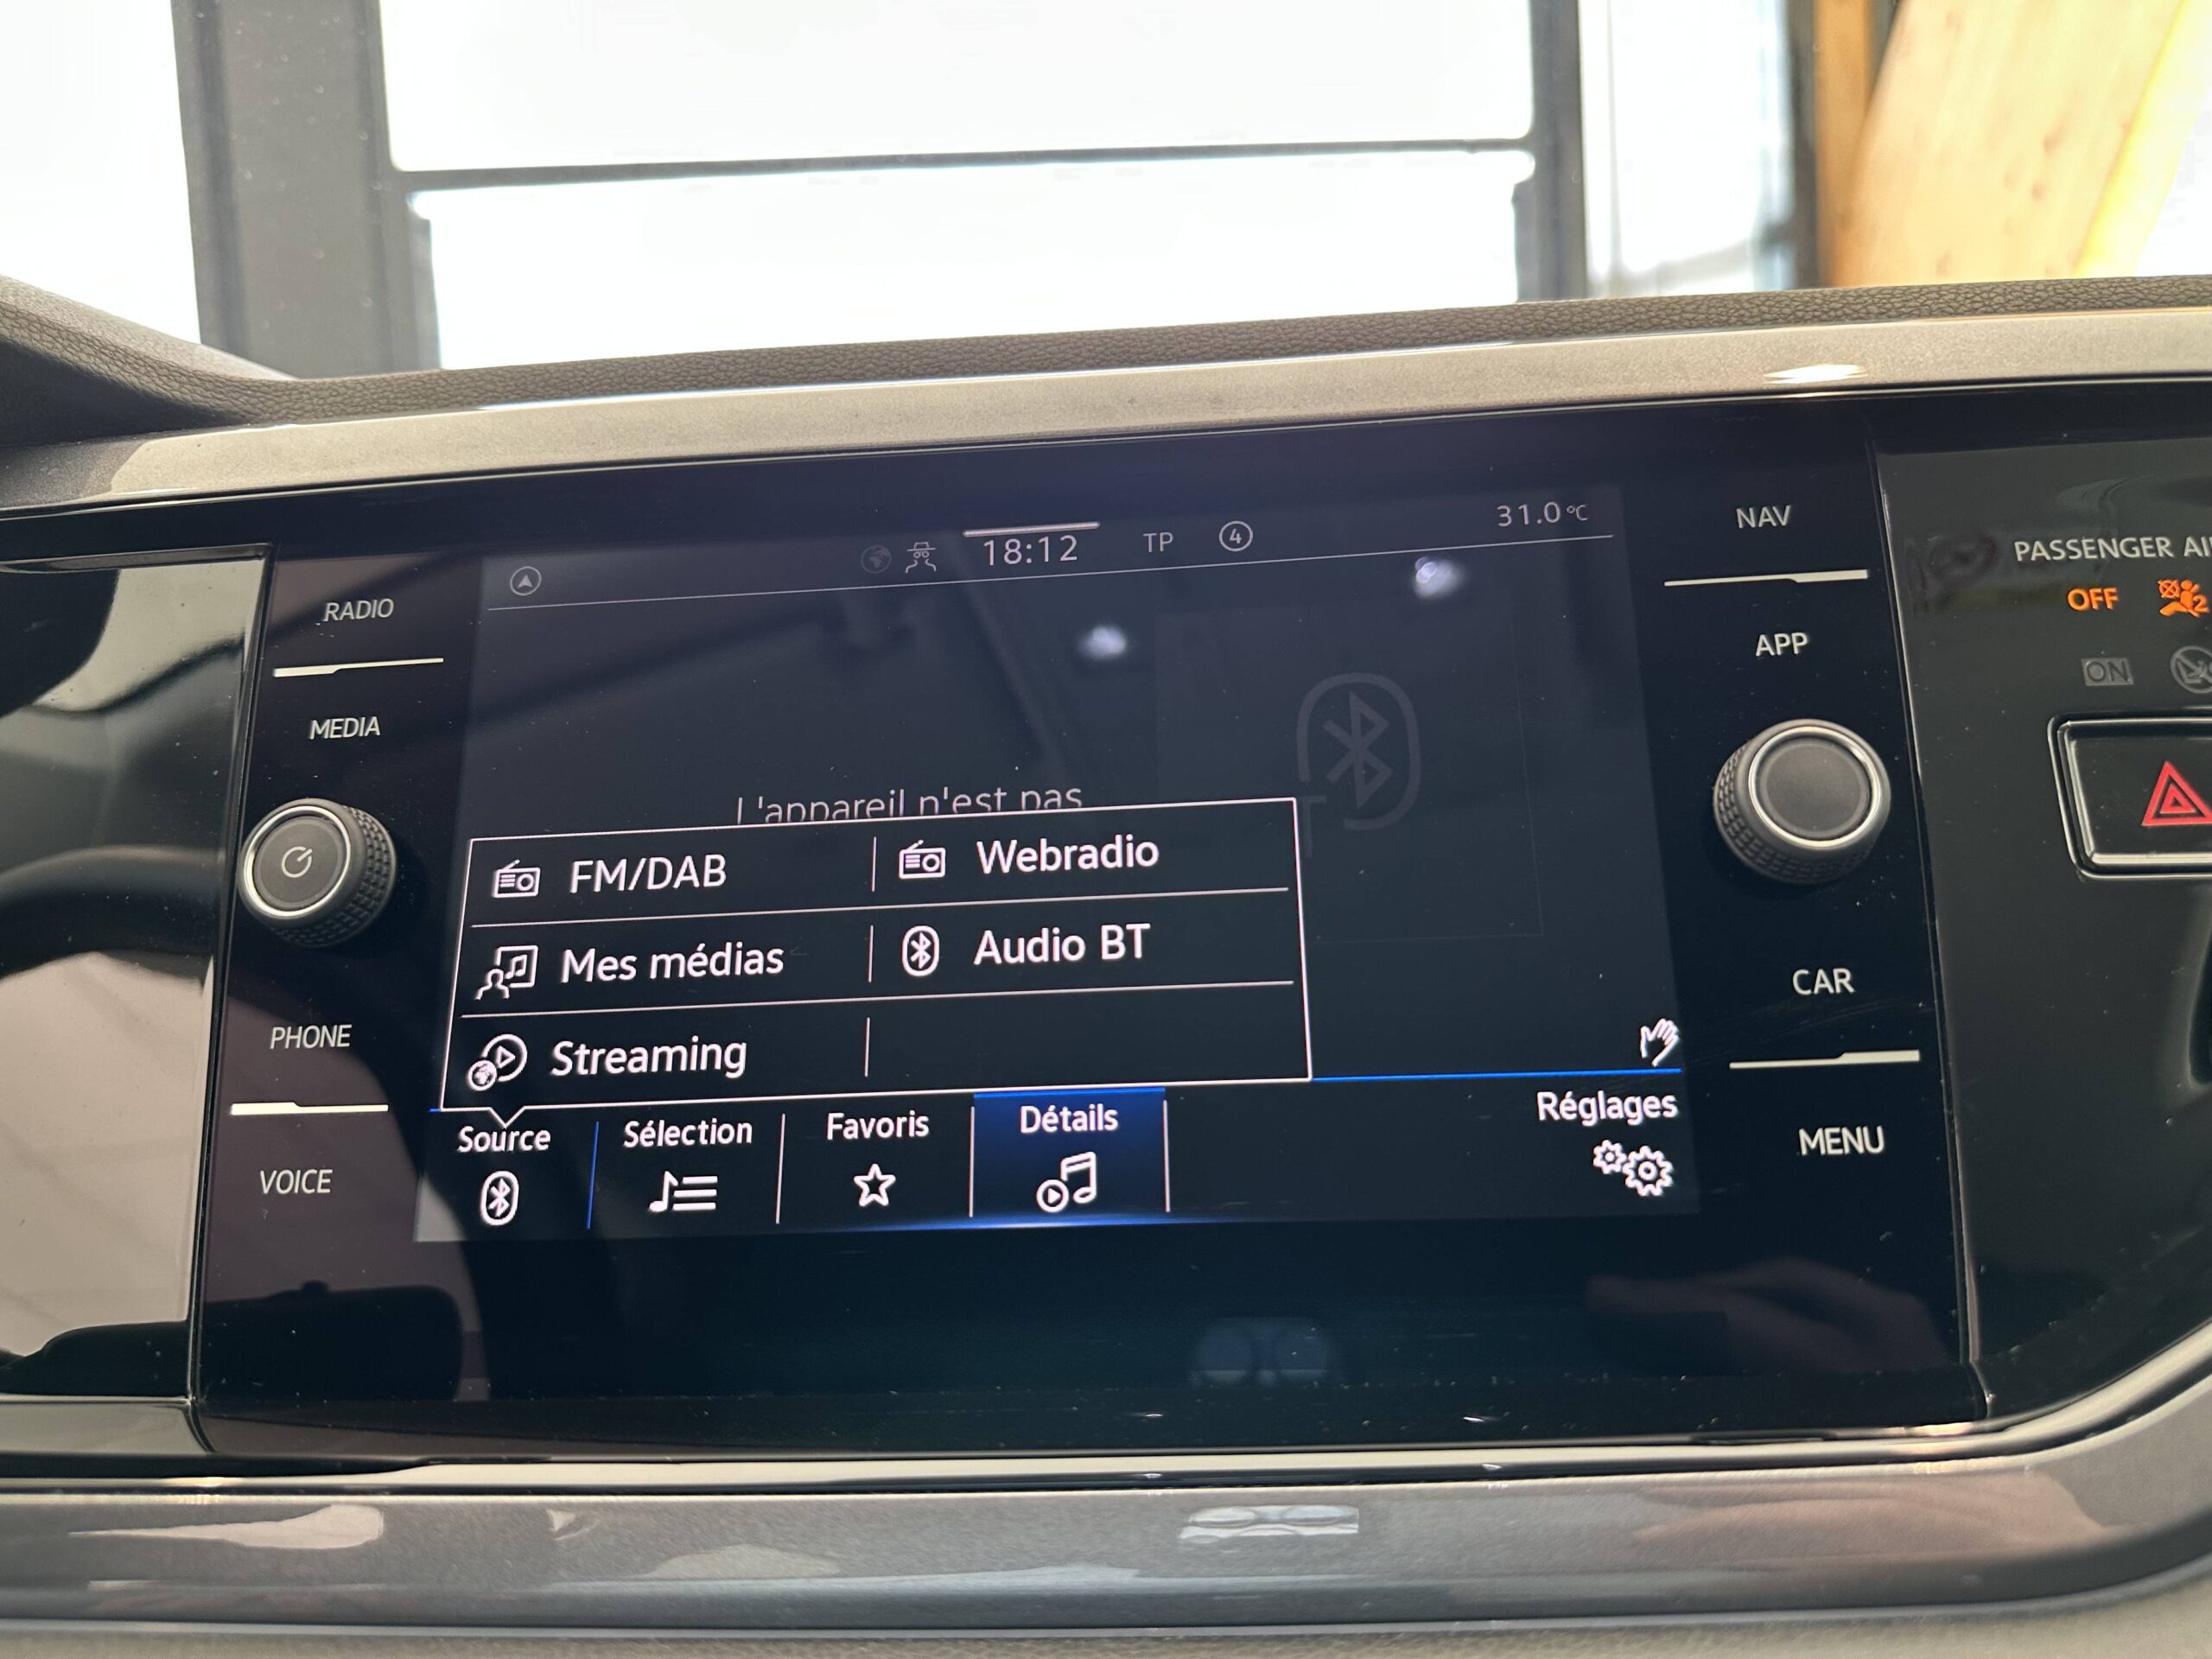 18:12 TP 4 31.0°C
NAV
PASSENGER
RADIO
OFF
APP
ON
MEDIA
L'appareil n'est pas
FM/DAB Webradio
Mes médias Audio BT
CAR
PHONE
Streaming
Source Sélection Favoris Détails Réglages
MENU
VOICE